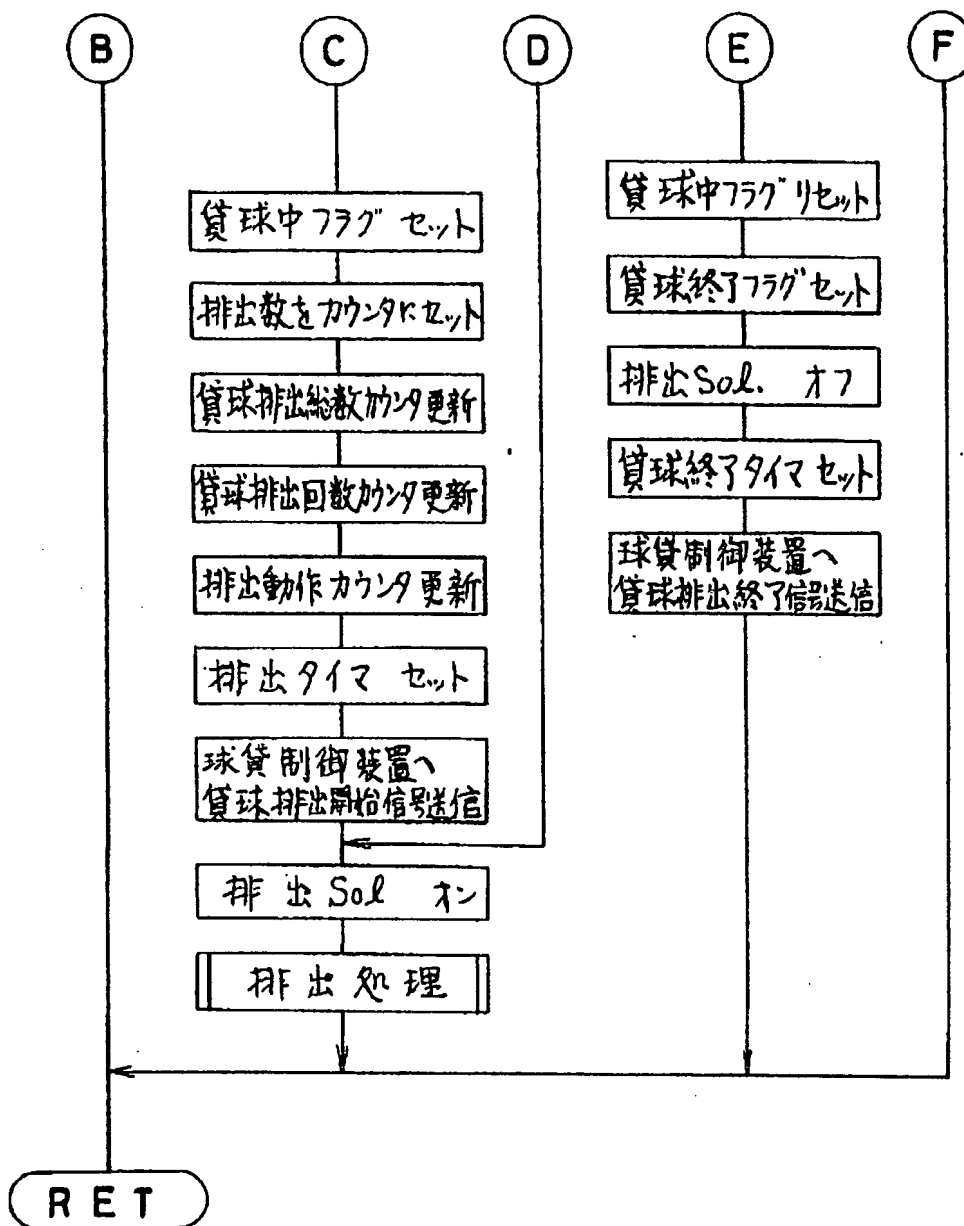 B
C
D
E
F
貸球中フラグ セット
排出数をカウンタにセット
貸球排出総数カウンタ更新
貸球排出回数カウンタ更新
排出動作カウンタ更新
排出タイマ セット
球貸制御装置へ
貸球排出開始信号送信
排出Sol オン
排出処理
貸球中フラグ リセット
貸球終了フラグセット
排出Sol. オフ
貸球終了タイマセット
球貸制御装置へ
貸球排出終了信号送信
RET